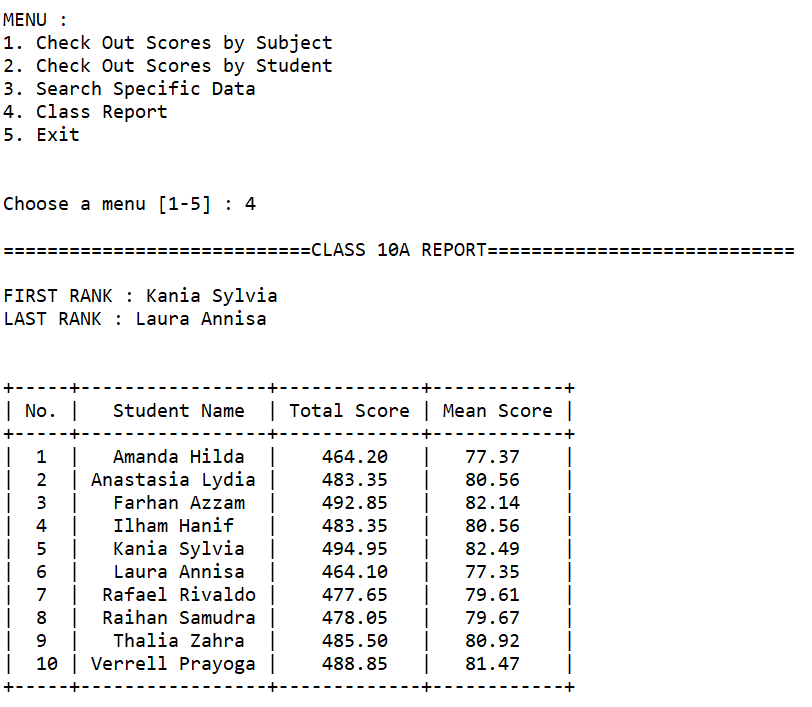 MENU :
1. Check Out Scores by Subject
2. Check Out Scores by Student
3. Search Specific Data
4. Class Report
5. Exit
Choose a menu [1-5] : 4
============================CLASS 10A REPORT============================
FIRST RANK : Kania Sylvia
LAST RANK : Laura Annisa
+-----+-----------------+-------------+------------+
| No. |   Student Name  | Total Score | Mean Score |
+-----+-----------------+-------------+------------+
|  1  |   Amanda Hilda  |    464.20   |   77.37    |
|  2  | Anastasia Lydia |    483.35   |   80.56    |
|  3  |   Farhan Azzam  |    492.85   |   82.14    |
|  4  |   Ilham Hanif   |    483.35   |   80.56    |
|  5  |   Kania Sylvia  |    494.95   |   82.49    |
|  6  |   Laura Annisa  |    464.10   |   77.35    |
|  7  |  Rafael Rivaldo |    477.65   |   79.61    |
|  8  |  Raihan Samudra |    478.05   |   79.67    |
|  9  |   Thalia Zahra  |    485.50   |   80.92    |
|  10 | Verrell Prayoga |    488.85   |   81.47    |
+-----+-----------------+-------------+------------+